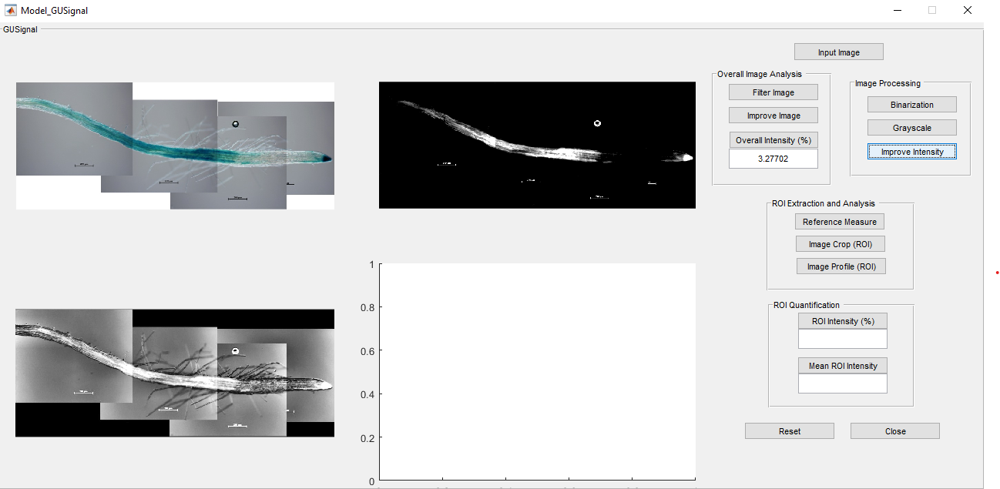 Model_GUSignal
GUSignal
Input Image
Overall Image Analysis
Filter Image
Improve Image
Overall Intensity (%)
3.27702
Image Processing
Binarization
Grayscale
Improve Intensity
ROI Extraction and Analysis
Reference Measure
Image Crop (ROI)
Image Profile (ROI)
ROI Quantification
ROI Intensity (%)
Mean ROI Intensity
Reset
Close
1
0.8
0.6
0.4
0.2
0